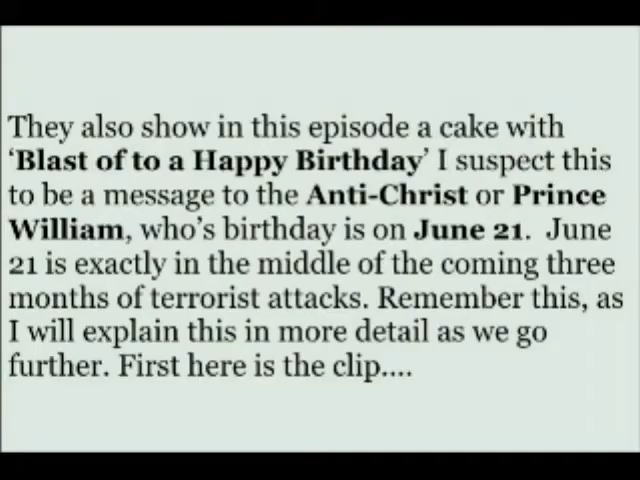 They also show in this episode a cake with
‘Blast of to a Happy Birthday’ I suspect this
to be a message to the Anti-Christ or Prince
William, who’s birthday is on June 21.  June
21 is exactly in the middle of the coming three
months of terrorist attacks. Remember this, as
I will explain this in more detail as we go
further. First here is the clip....